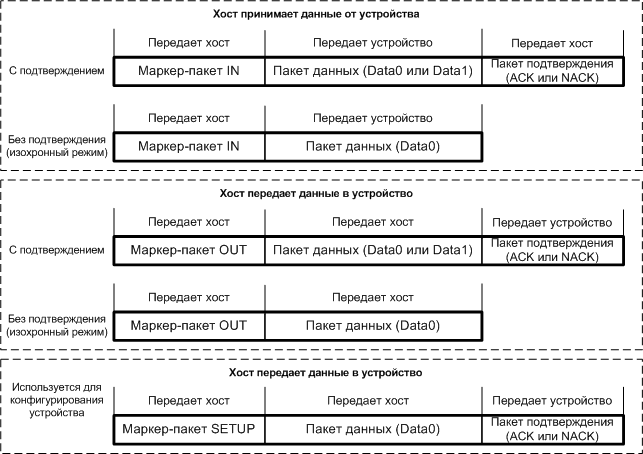 Хост принимает данные от устройства
Передает хост Передает устройство Передает хост
С подтверждением Маркер-пакет IN Пакет данных (Data0 или Data1) Пакет подтверждения
(ACK или NACK)
Передает хост Передает устройство
Без подтверждения
(изохронный режим) Маркер-пакет IN Пакет данных (Data0)
Хост передает данные в устройство
Передает хост Передает хост Передает устройство
С подтверждением Маркер-пакет OUT Пакет данных (Data0 или Data1) Пакет подтверждения
(ACK или NACK)
Передает хост Передает хост
Без подтверждения
(изохронный режим) Маркер-пакет OUT Пакет данных (Data0)
Хост передает данные в устройство
Используется для
конфигурирования
устройства
Передает хост Передает хост Передает устройство
Маркер-пакет SETUP Пакет данных (Data0) Пакет подтверждения
(ACK или NACK)